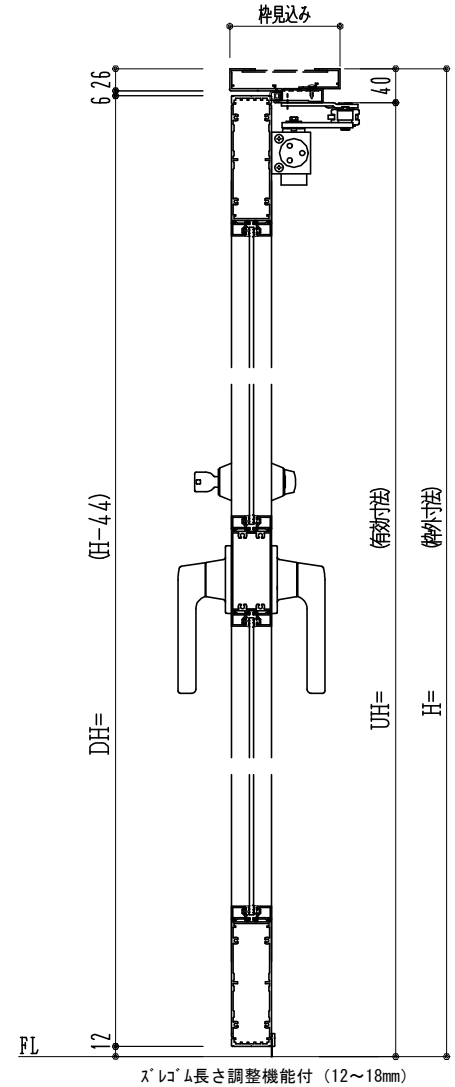 枠見込み
26
6
40
(H-44)
DH=
(有効寸法)
UH=
(枠外寸法)
H=
12
FL
ズレゴム長さ調整機能付 (12〜18mm)